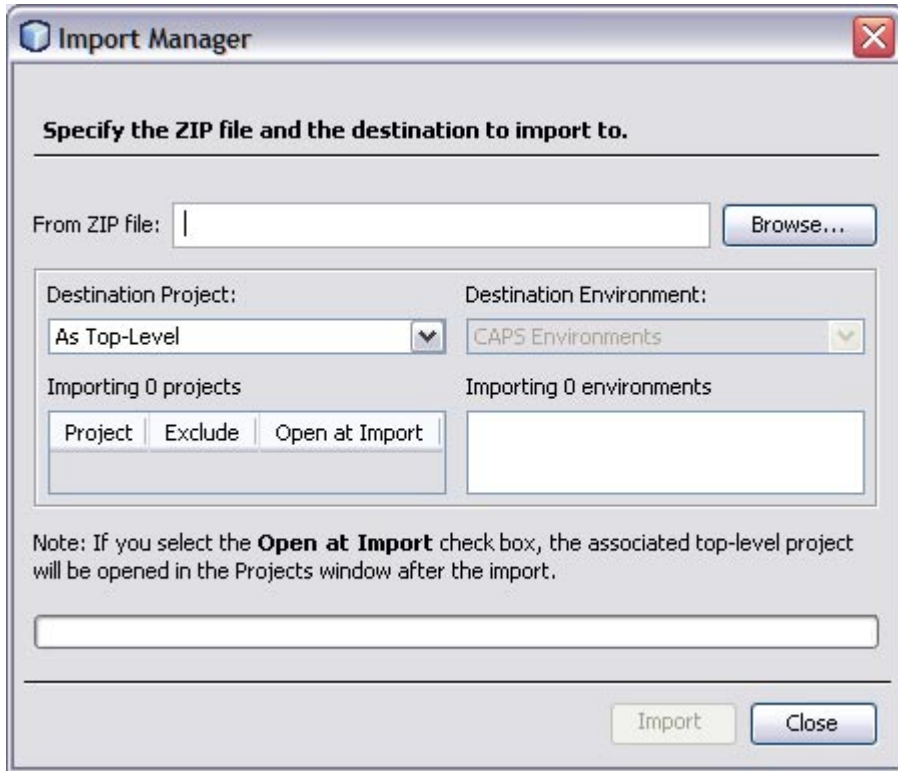 Import Manager
Specify the ZIP file and the destination to import to.
From ZIP file:
Browse...
Destination Project:
Destination Environment:
As Top-Level
CAPS Environments
Importing 0 projects
Importing 0 environments
Project Exclude Open at Import
Note: If you select the Open at Import check box, the associated top-level project
will be opened in the Projects window after the import.
Import
Close